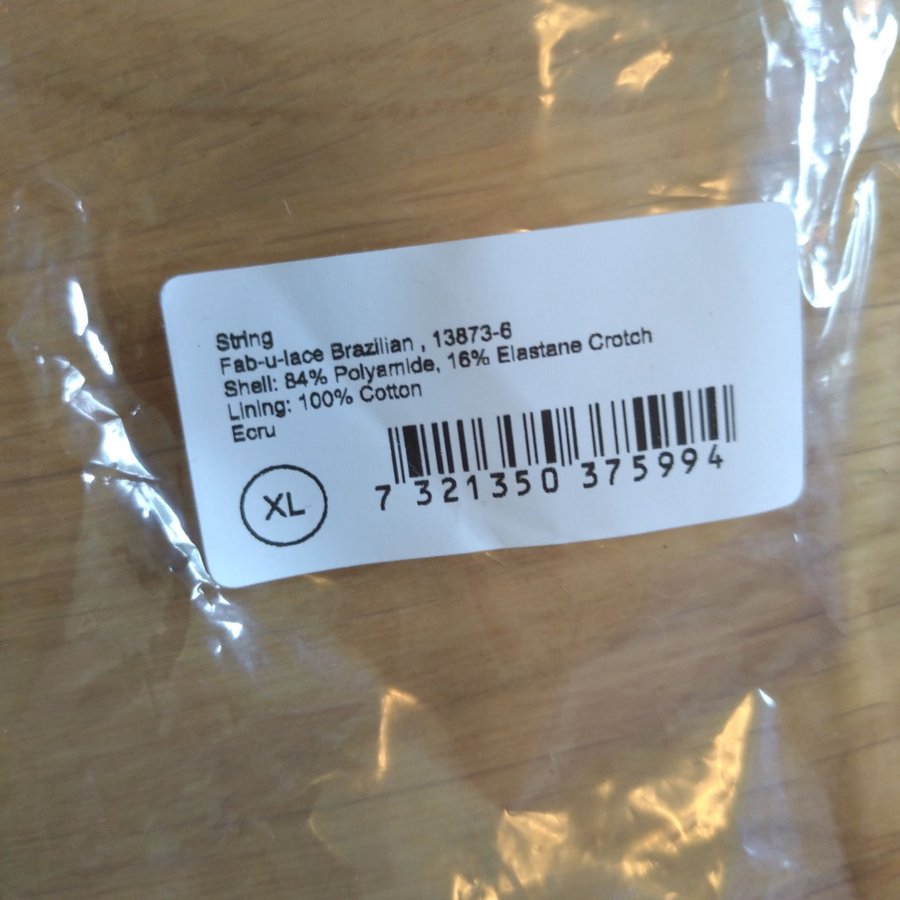 String
Fab-u-lace Brazilian , 13873-6
Shell: 84% Polyamide, 16% Elastane Crotch
Lining: 100% Cotton
Ecru
XL
7 321350 375994